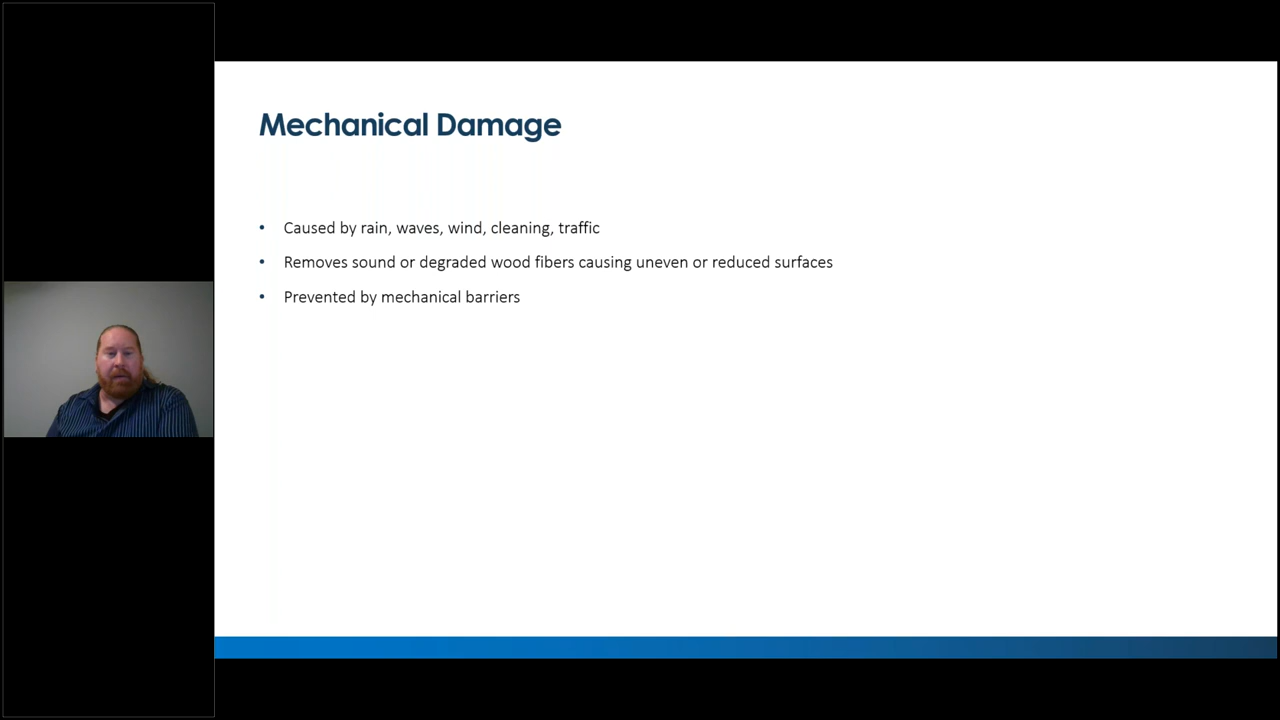 Mechanical Damage
• Caused by rain, waves, wind, cleaning, traffic
• Removes sound or degraded wood fibers causing uneven or reduced surfaces
• Prevented by mechanical barriers